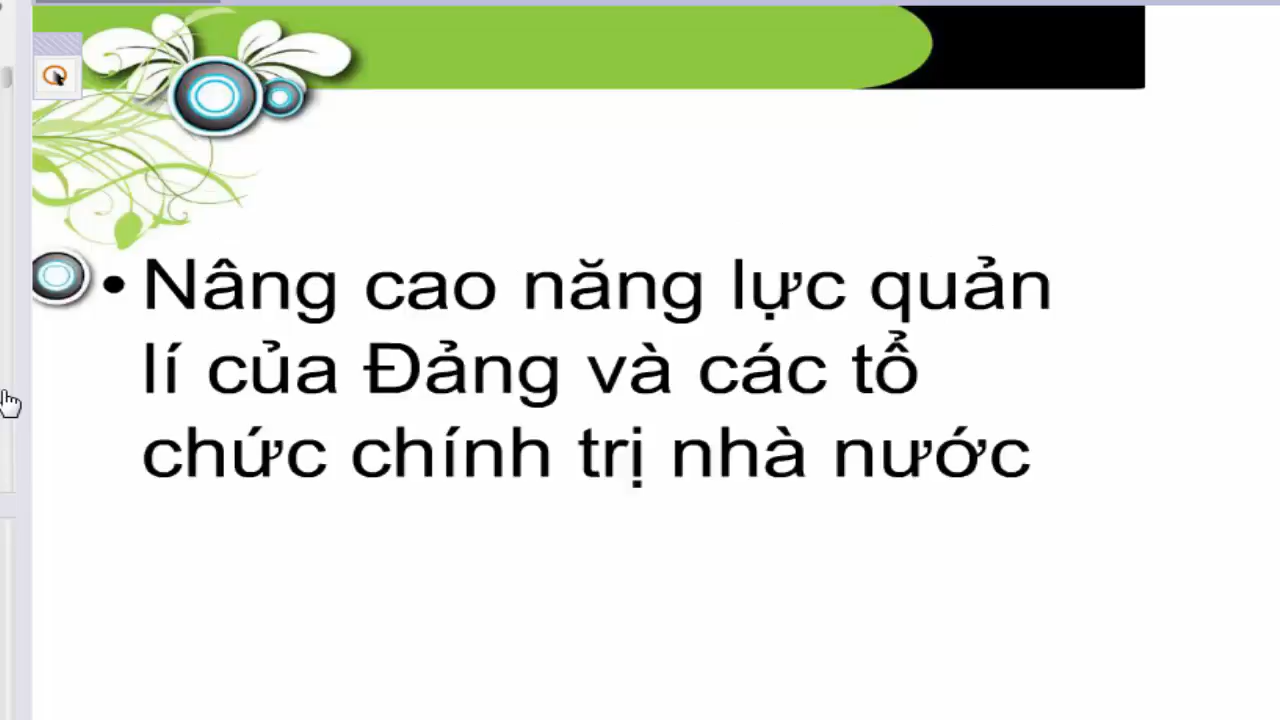 • Nâng cao năng lực quản
lí của Đảng và các tổ
chức chính trị nhà nước